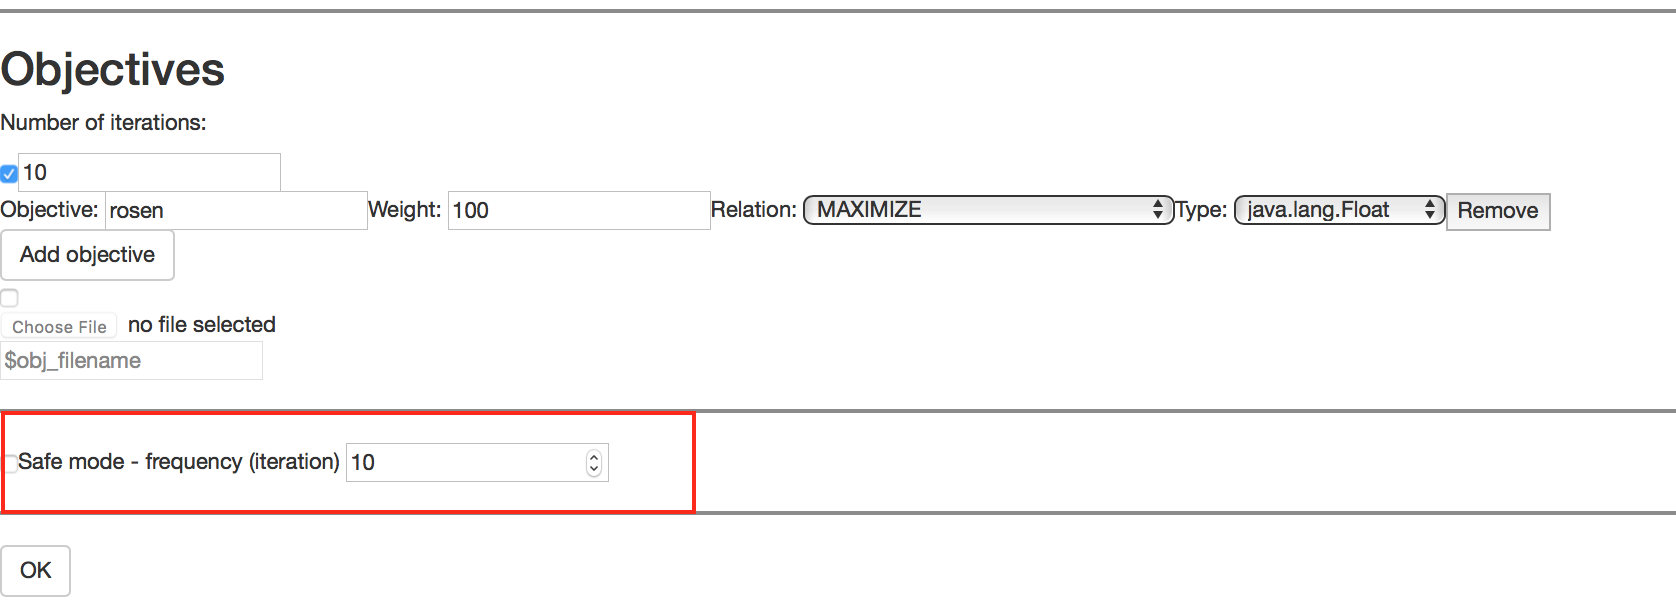 Objectives
Number of iterations:
10
Objective: rosen Weight: 100 Relation: MAXIMIZE Type: java.lang.Float Remove
Add objective
Choose File no file selected
$obj_filename
Safe mode - frequency (iteration) 10
OK